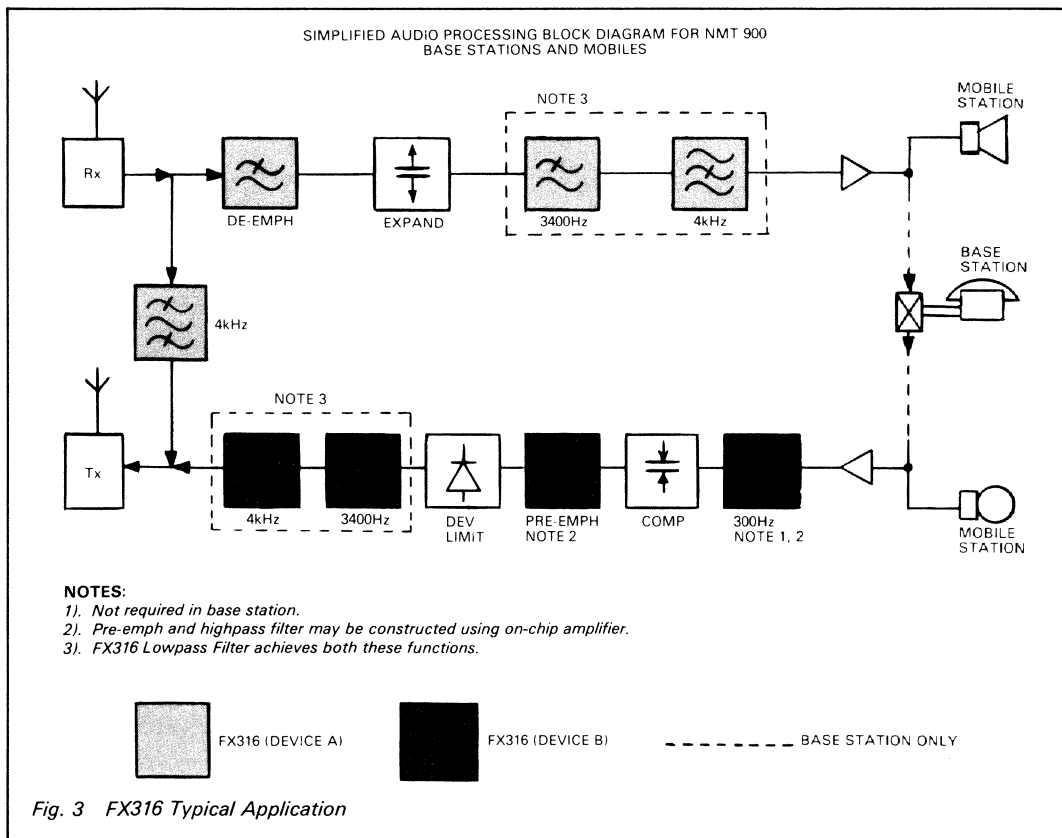 SIMPLIFIED AUDIO PROCESSING BLOCK DIAGRAM FOR NMT 900
BASE STATIONS AND MOBILES
NOTE 3
MOBILE
STATION
Rx
DE-EMPH
EXPAND
3400Hz
4kHz
BASE
STATION
4kHz
NOTE 3
Tx
4kHz
3400Hz
DEV
LIMIT
PRE-EMPH
NOTE 2
COMP
300Hz
NOTE 1, 2
MOBILE
STATION
NOTES:
1). Not required in base station.
2). Pre-emph and highpass filter may be constructed using on-chip amplifier.
3). FX316 Lowpass Filter achieves both these functions.
FX316 (DEVICE A)
FX316 (DEVICE B)
BASE STATION ONLY
Fig. 3 FX316 Typical Application